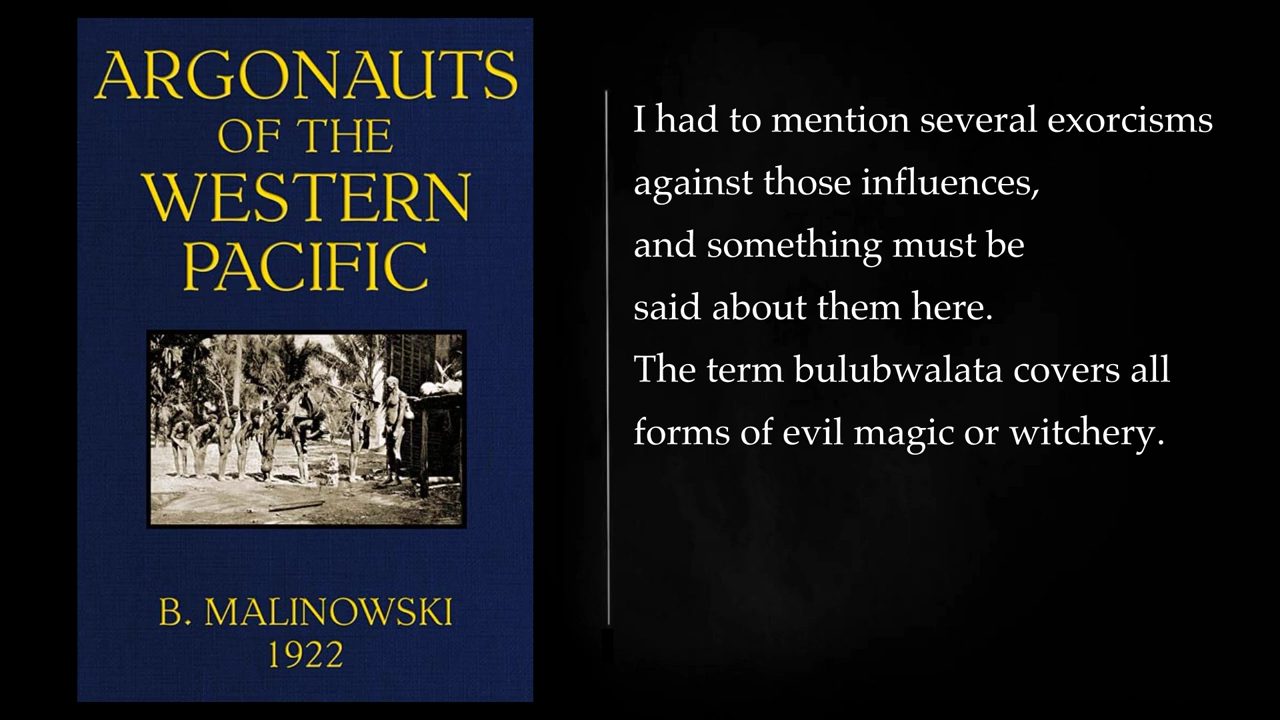 ARGONAUTS
OF THE
WESTERN
PACIFIC
B. MALINOWSKI
1922
I had to mention several exorcisms
against those influences,
and something must be
said about them here.
The term bulubwalata covers all
forms of evil magic or witchery.